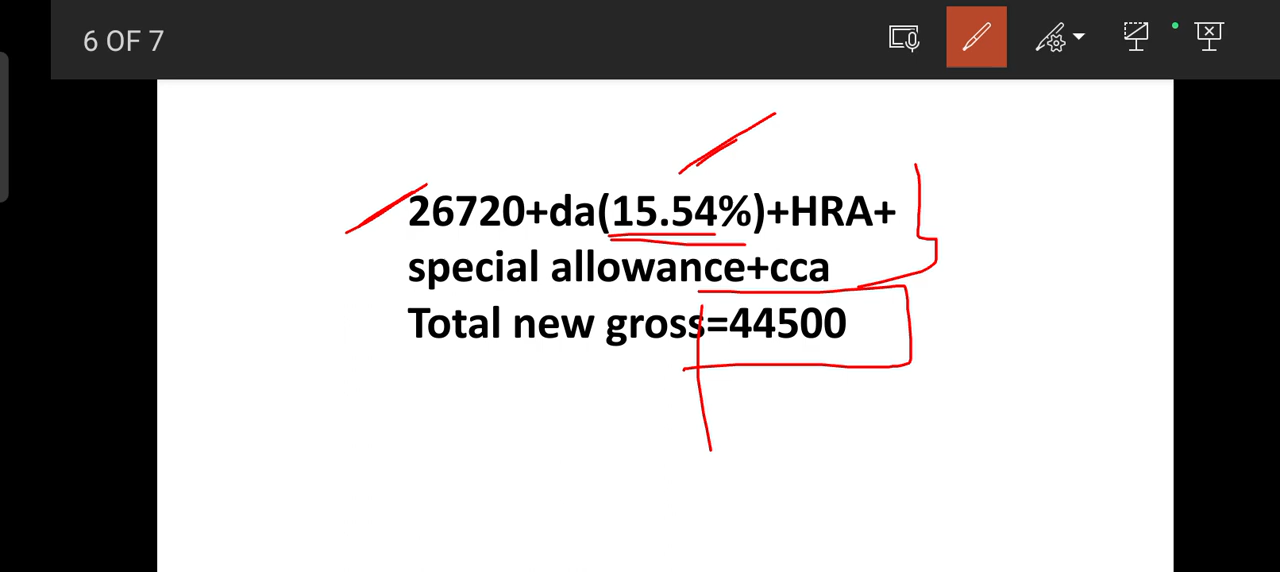 6 OF 7
26720+da(15.54%)+HRA+
special allowance+cca
Total new gross=44500